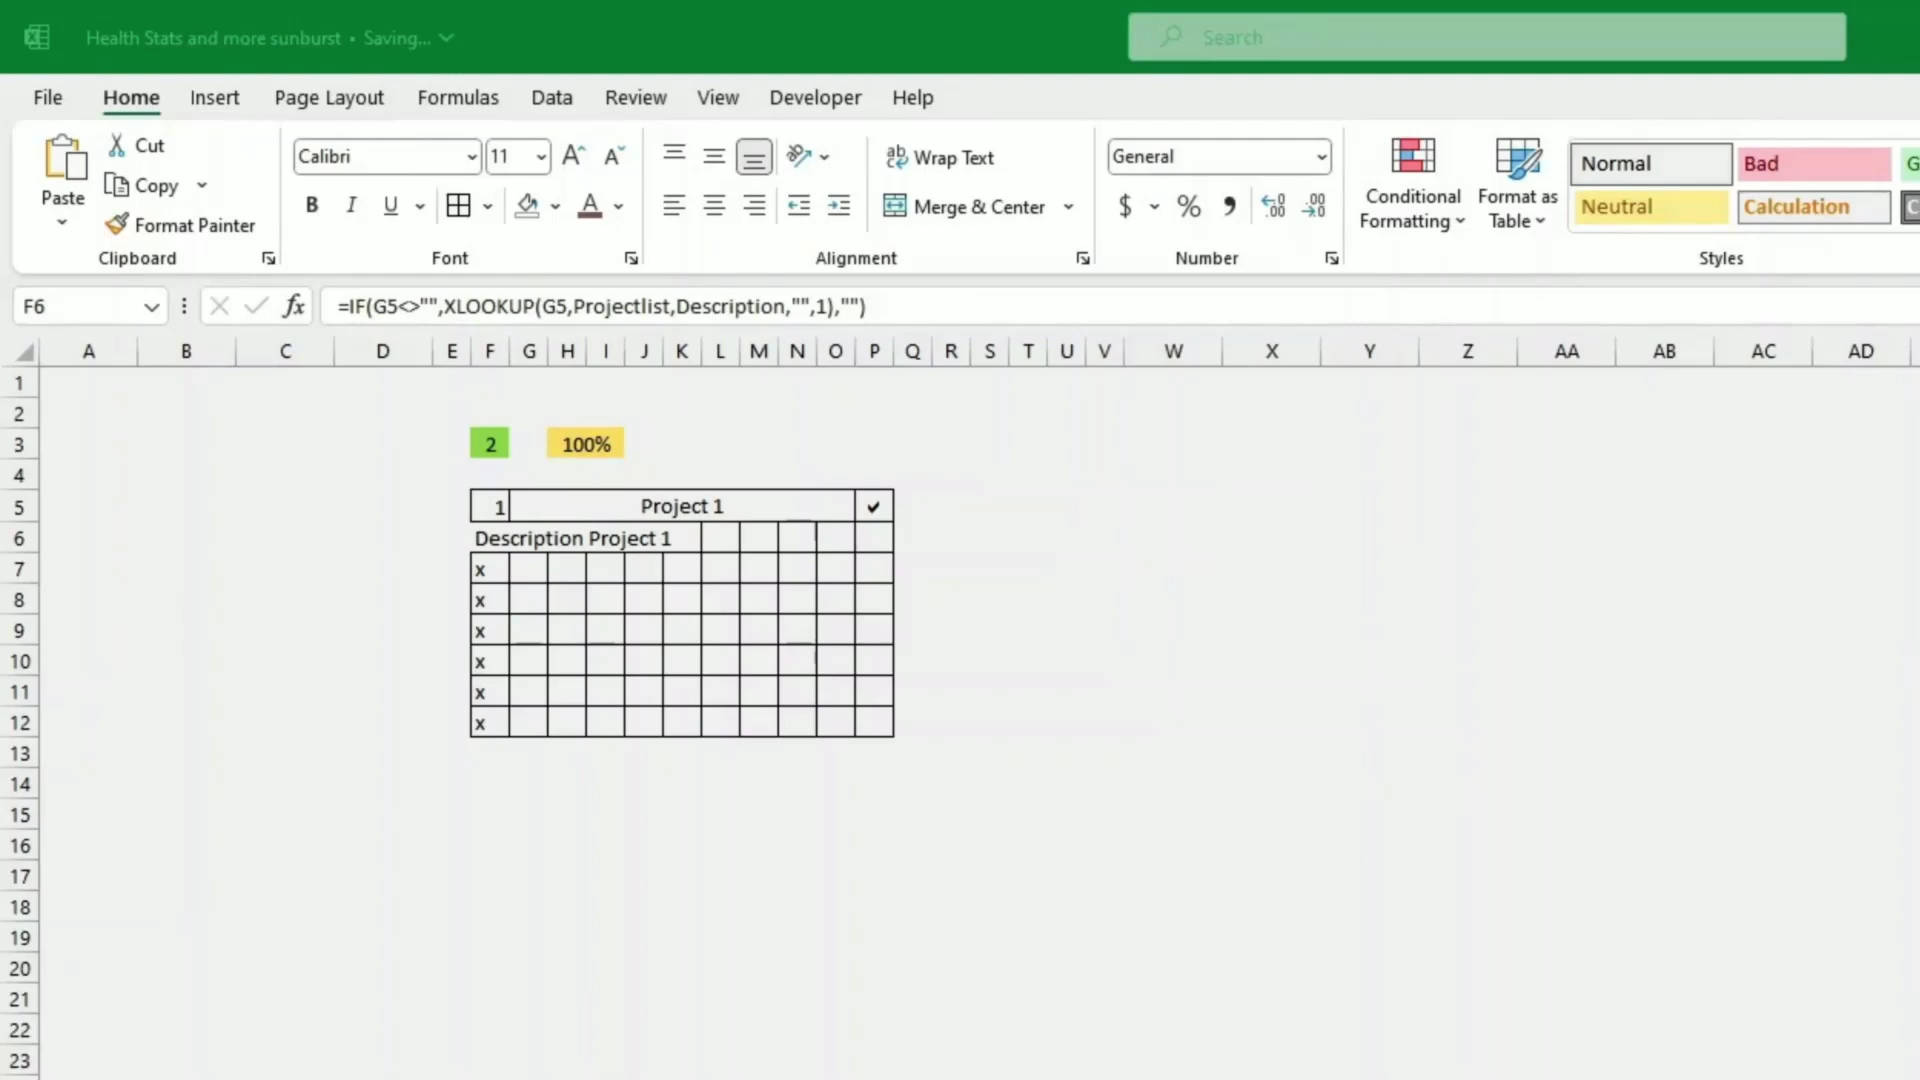 Health Stats and more sunburst • Saving...
Search
File Home Insert Page Layout Formulas Data Review View Developer Help
Paste
Cut
Copy
Format Painter
Clipboard
Calibri 11
B I U A
Font
Wrap Text
Merge & Center
Alignment
General
$ % 9
Number
Conditional Formatting
Format as Table
Normal Bad G
Neutral Calculation C
Styles
F6 fx =IF(G5<>"",XLOOKUP(G5,Projectlist,Description,"",1),"")
A B C D E F G H I J K L M N O P Q R S T U V W X Y Z AA AB AC AD
1
2
3 2 100%
4
5 1 Project 1 ✔
6 Description Project 1
7 x
8 x
9 x
10 x
11 x
12 x
13
14
15
16
17
18
19
20
21
22
23